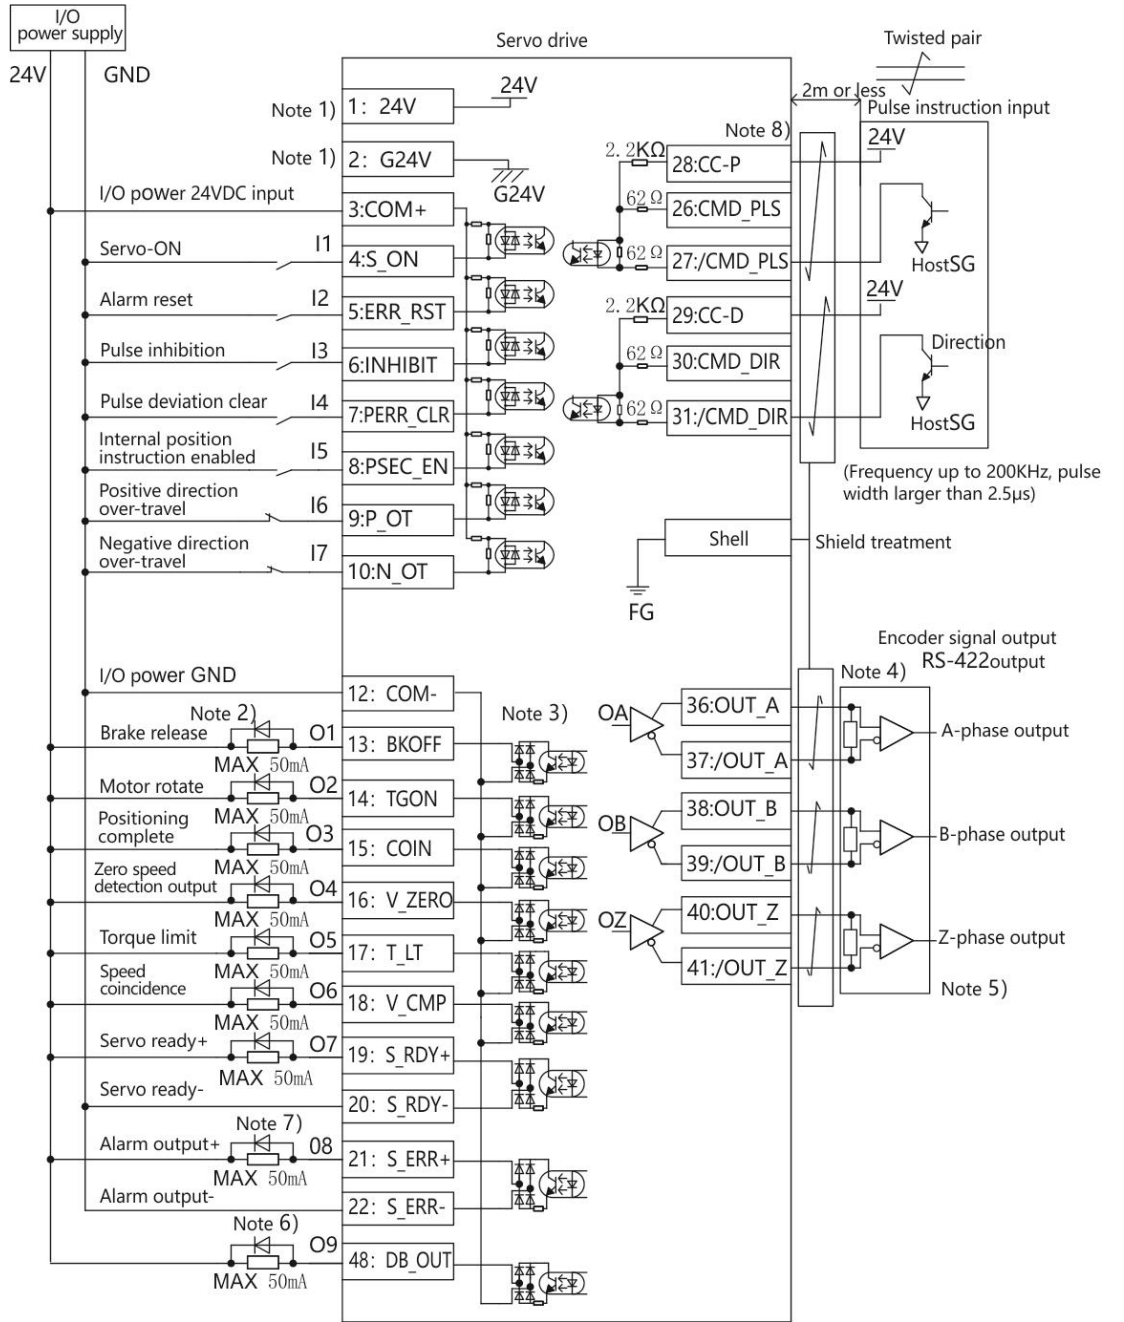 I/O
power supply
24V
GND
Servo drive
Twisted pair
2m or less
Pulse instruction input
Note 1)
1: 24V
24V
Note 1)
2: G24V
G24V
I/O power 24VDC input
3:COM+
Servo-ON
I1
4:S_ON
Alarm reset
I2
5:ERR_RST
Pulse inhibition
I3
6:INHIBIT
Pulse deviation clear
I4
7:PERR_CLR
Internal position
instruction enabled
I5
8:PSEC_EN
Positive direction
over-travel
I6
9:P_OT
Negative direction
over-travel
I7
10:N_OT
Note 8)
2.2KΩ
28:CC-P
24V
62Ω
26:CMD_PLS
62Ω
27:/CMD_PLS
HostSG
2.2KΩ
29:CC-D
24V
62Ω
30:CMD_DIR
Direction
62Ω
31:/CMD_DIR
HostSG
(Frequency up to 200KHz, pulse
width larger than 2.5μs)
Shell
Shield treatment
FG
I/O power GND
12: COM-
Note 2)
Note 3)
Brake release
O1
13: BKOFF
MAX 50mA
Motor rotate
O2
14: TGON
MAX 50mA
Positioning
complete
O3
15: COIN
MAX 50mA
Zero speed
detection output
O4
16: V_ZERO
MAX 50mA
Torque limit
O5
17: T_LT
MAX 50mA
Speed
coincidence
O6
18: V_CMP
MAX 50mA
Servo ready+
O7
19: S_RDY+
MAX 50mA
Servo ready-
20: S_RDY-
Note 7)
Alarm output+
08
21: S_ERR+
MAX 50mA
Alarm output-
22: S_ERR-
Note 6)
O9
48: DB_OUT
MAX 50mA
Encoder signal output
RS-422output
Note 4)
OA
36:OUT_A
37:/OUT_A
A-phase output
OB
38:OUT_B
39:/OUT_B
B-phase output
OZ
40:OUT_Z
41:/OUT_Z
Z-phase output
Note 5)